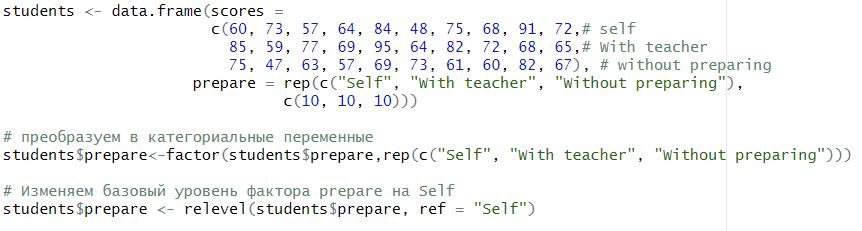 students <- data.frame(scores =
c(60, 73, 57, 64, 84, 48, 75, 68, 91, 72,# self
85, 59, 77, 69, 95, 64, 82, 72, 68, 65,# With teacher
75, 47, 63, 57, 69, 73, 61, 60, 82, 67), # without preparing
prepare = rep(c("Self", "With teacher", "Without preparing"),
c(10, 10, 10)))
# преобразуем в категориальные переменные
students$prepare<-factor(students$prepare,rep(c("Self", "With teacher", "Without preparing")))
# Изменяем базовый уровень фактора prepare на Self
students$prepare <- relevel(students$prepare, ref = "Self")